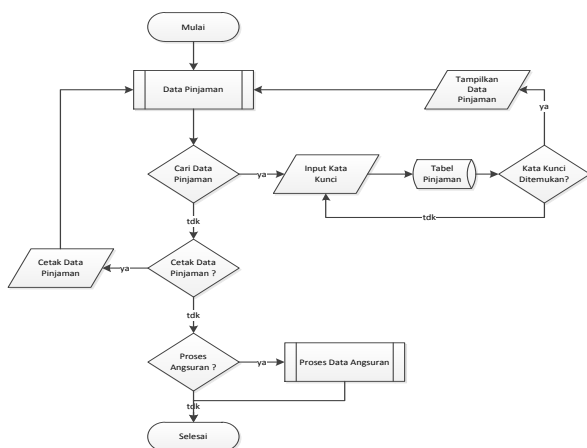 Mulai
Data Pinjaman
Tampilkan
Data
Pinjaman
ya
Cari Data
Pinjaman
ya
Input Kata
Kunci
Tabel
Pinjaman
Kata Kunci
Ditemukan?
tdk
tdk
Cetak Data
Pinjaman
ya
Cetak Data
Pinjaman ?
tdk
Proses
Angsuran ?
ya
Proses Data Angsuran
tdk
Selesai